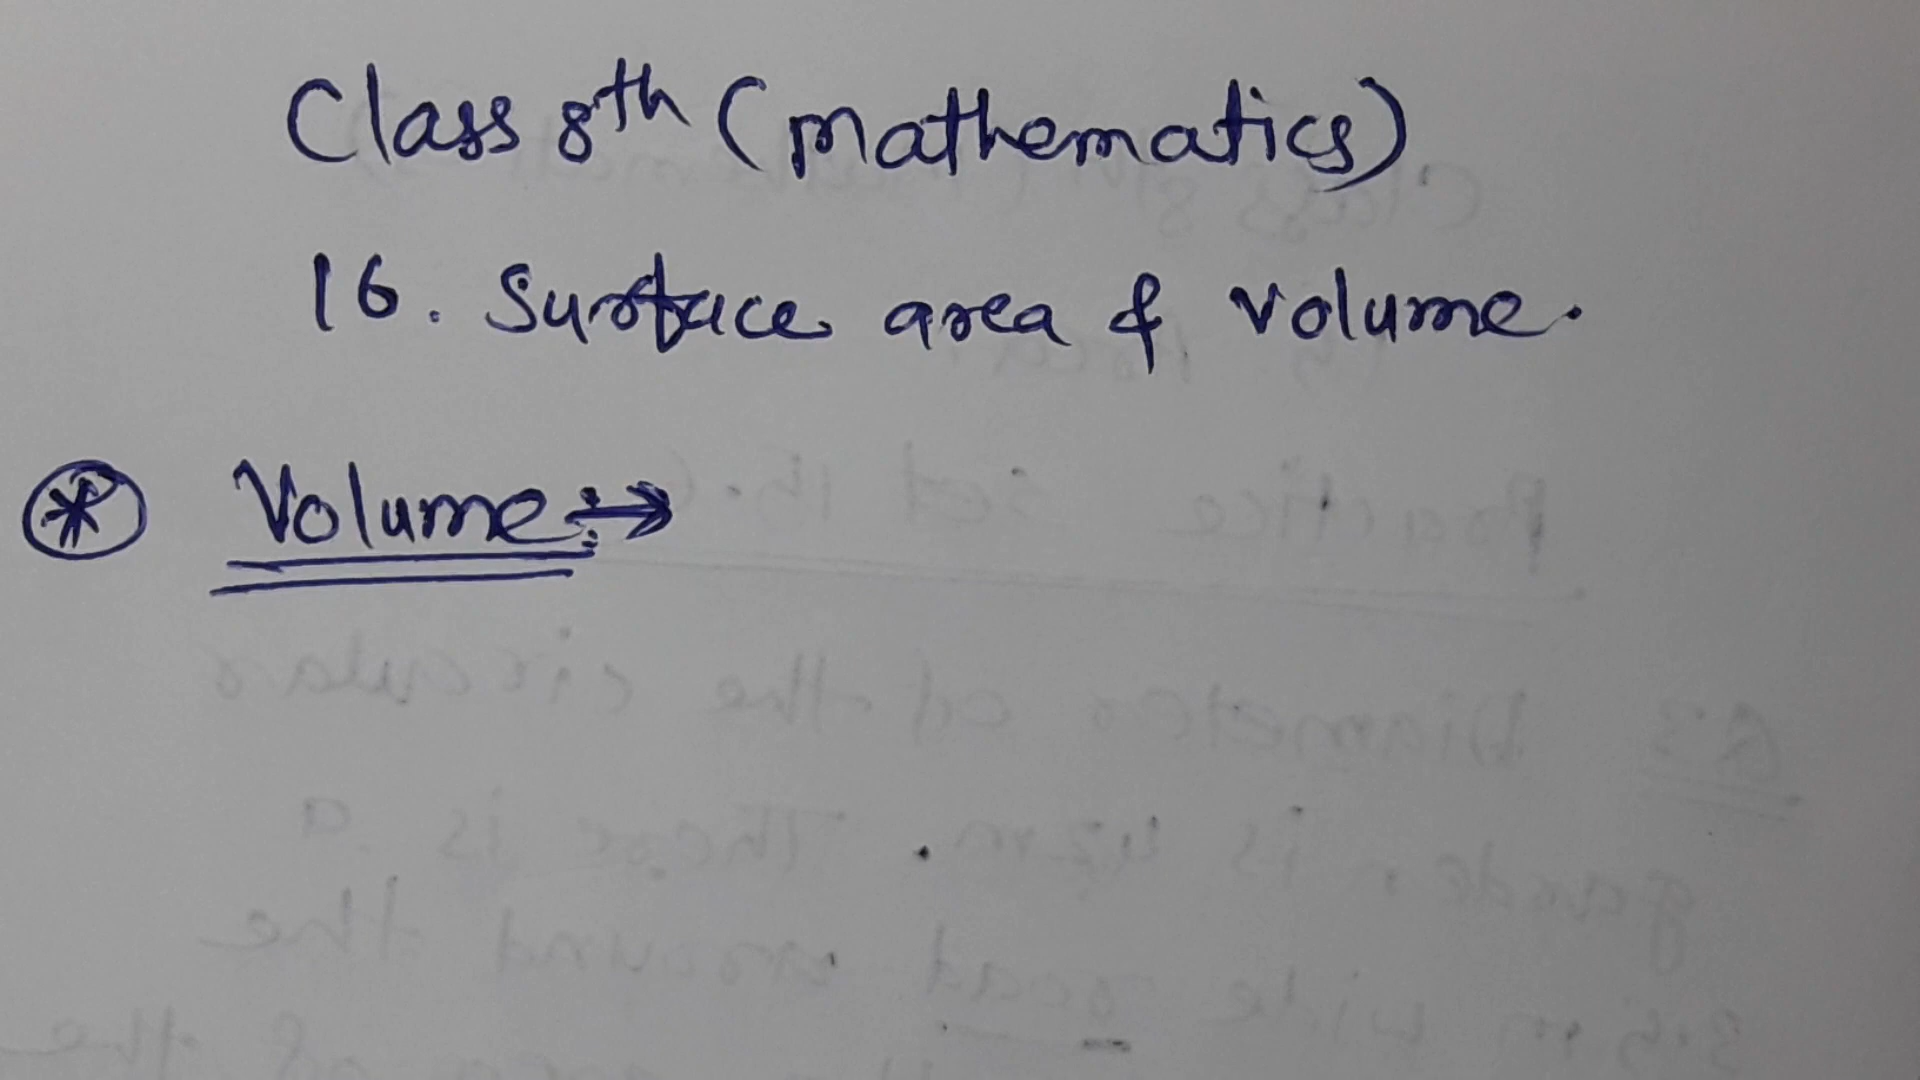 Class 8th (Mathematics)
16. Surface area & volume.
* Volume :→